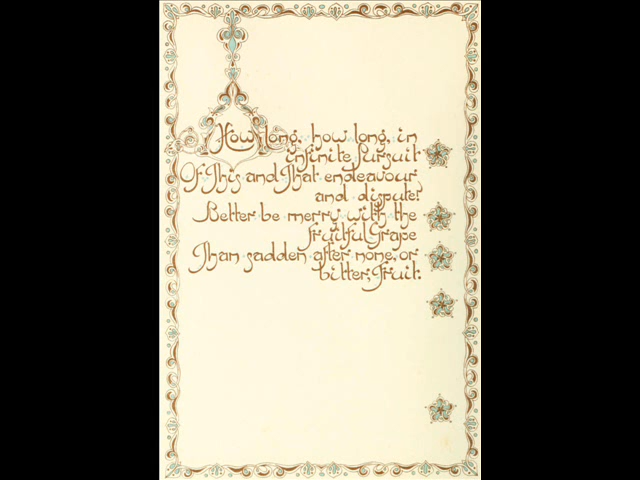 How long, how long, in
infinite Pursuit
Of This and That endeavour
and dispute?
Better be merry with the
fruitful Grape
Than sadden after none, or
bitter, Fruit.